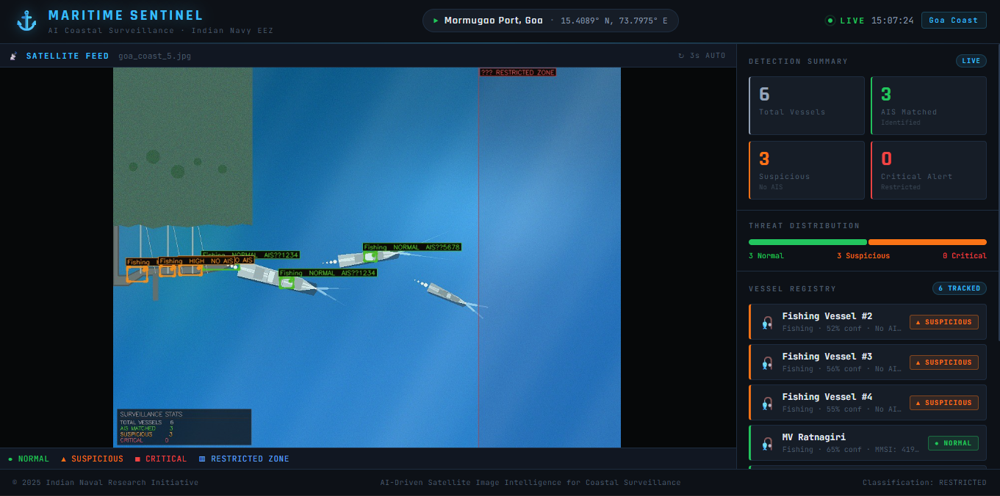 MARITIME SENTINEL
AI Coastal Surveillance · Indian Navy EEZ
▶ Mormugao Port, Goa · 15.4089° N, 73.7975° E
LIVE 15:07:24 Goa Coast
SATELLITE FEED goa_coast_5.jpg
↻ 3s AUTO
??? RESTRICTED ZONE
Fishing NORMAL AIS??5678
Fishing NORMAL AIS??1234
Fishing
Fishing HIGH NO AIS
O AIS
Fishing NORMAL AIS??1234
SURVEILLANCE STATS
TOTAL VESSELS 6
AIS MATCHED 3
SUSPICIOUS 3
CRITICAL 0
● NORMAL ▲ SUSPICIOUS ■ CRITICAL ▥ RESTRICTED ZONE
DETECTION SUMMARY LIVE
6
Total Vessels
3
AIS Matched
Identified
3
Suspicious
No AIS
0
Critical Alert
Restricted
THREAT DISTRIBUTION
3 Normal 3 Suspicious 0 Critical
VESSEL REGISTRY 6 TRACKED
Fishing Vessel #2
Fishing · 52% conf · No AI…
▲ SUSPICIOUS
Fishing Vessel #3
Fishing · 56% conf · No AI…
▲ SUSPICIOUS
Fishing Vessel #4
Fishing · 55% conf · No AI…
▲ SUSPICIOUS
MV Ratnagiri
Fishing · 65% conf · MMSI: 419…
● NORMAL
© 2025 Indian Naval Research Initiative
AI-Driven Satellite Image Intelligence for Coastal Surveillance
Classification: RESTRICTED